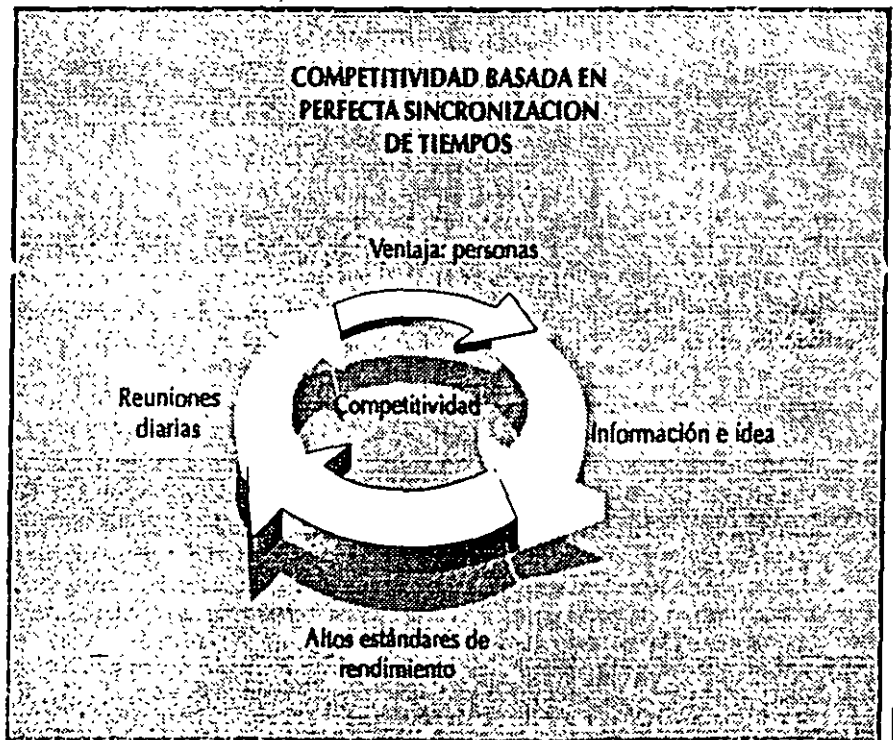 COMPETITIVIDAD BASADA EN
PERFECTA SINCRONIZACION
DE TIEMPOS
Ventaja: personas
Reuniones
diarias
Competitividad
Información e idea
Altos estándares de
rendimiento